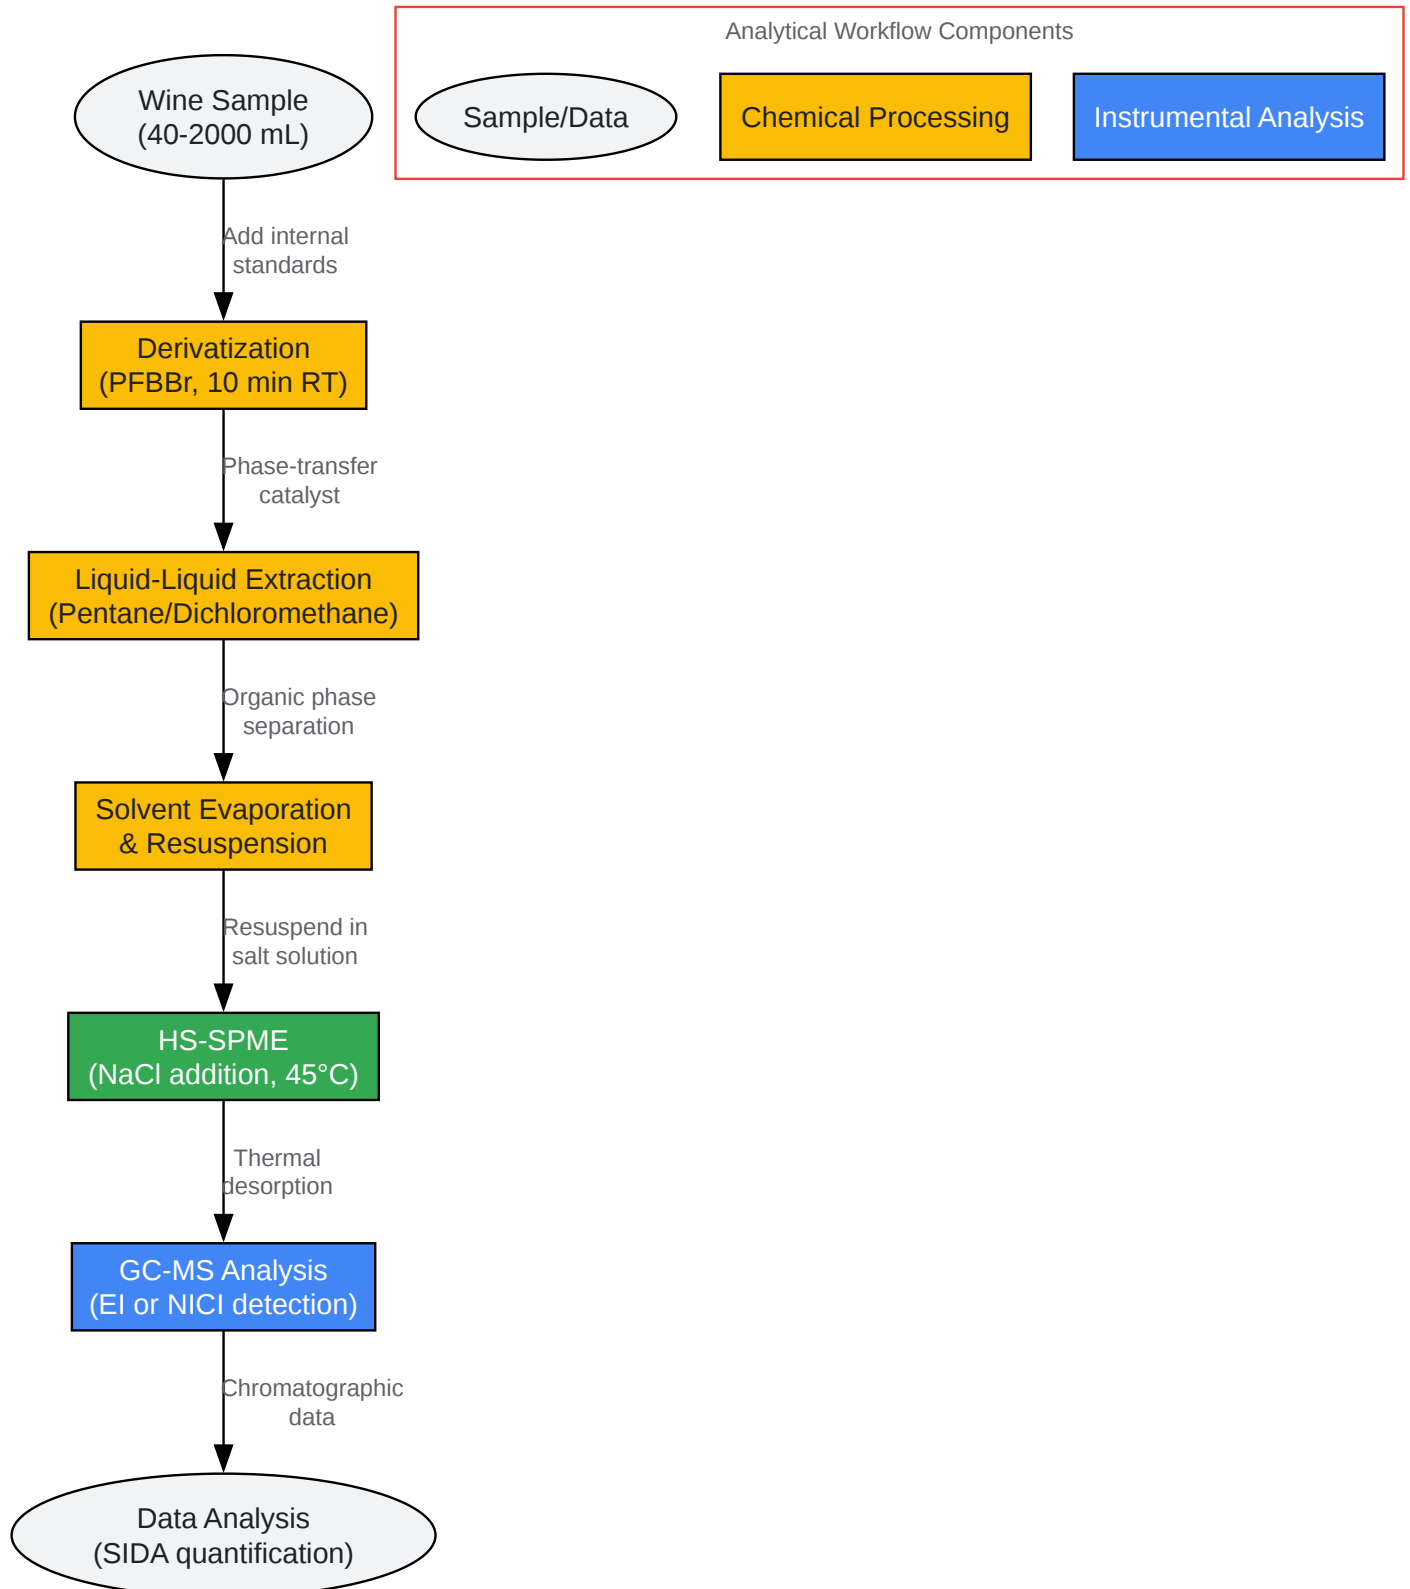 Analytical Workflow Components
Sample/Data
Chemical Processing
Instrumental Analysis
Wine Sample
(40-2000 mL)
Add internal
standards
Derivatization
(PFBBr, 10 min RT)
Phase-transfer
catalyst
Liquid-Liquid Extraction
(Pentane/Dichloromethane)
Organic phase
separation
Solvent Evaporation
& Resuspension
Resuspend in
salt solution
HS-SPME
(NaCl addition, 45°C)
Thermal
desorption
GC-MS Analysis
(EI or NICI detection)
Chromatographic
data
Data Analysis
(SIDA quantification)